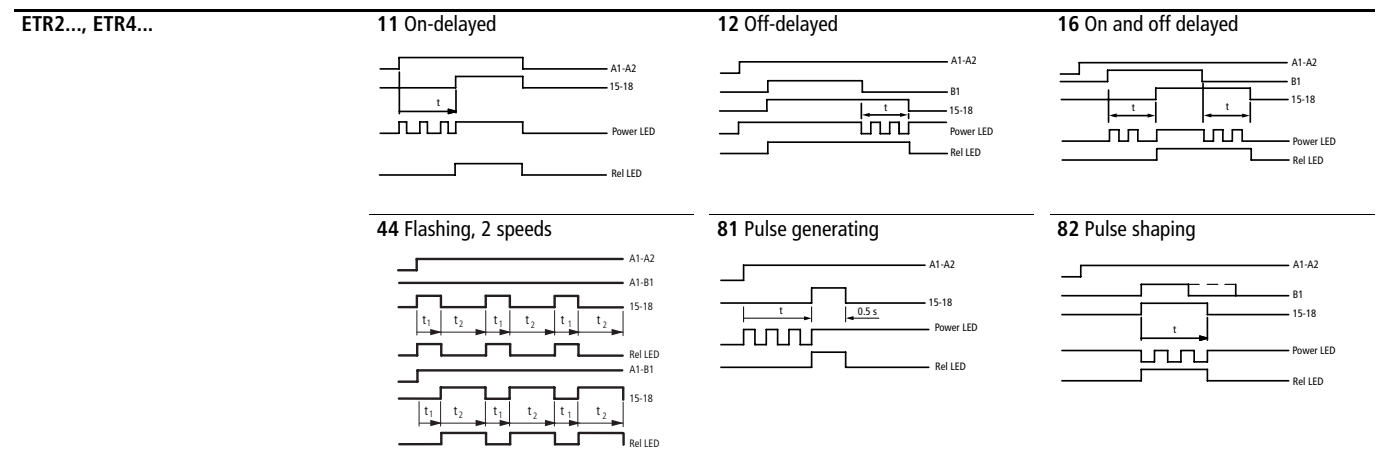 ETR2..., ETR4...
11 On-delayed
A1-A2
15-18
t
Power LED
Rel LED
12 Off-delayed
A1-A2
B1
15-18
t
Power LED
Rel LED
16 On and off delayed
A1-A2
B1
15-18
t t
Power LED
Rel LED
44 Flashing, 2 speeds
A1-A2
A1-B1
15-18
t1 t2 t1 t2 t1 t2
Rel LED
A1-B1
15-18
t1 t2 t1 t2 t1 t2
Rel LED
81 Pulse generating
A1-A2
15-18
t 0.5 s
Power LED
Rel LED
82 Pulse shaping
A1-A2
B1
15-18
t
Power LED
Rel LED